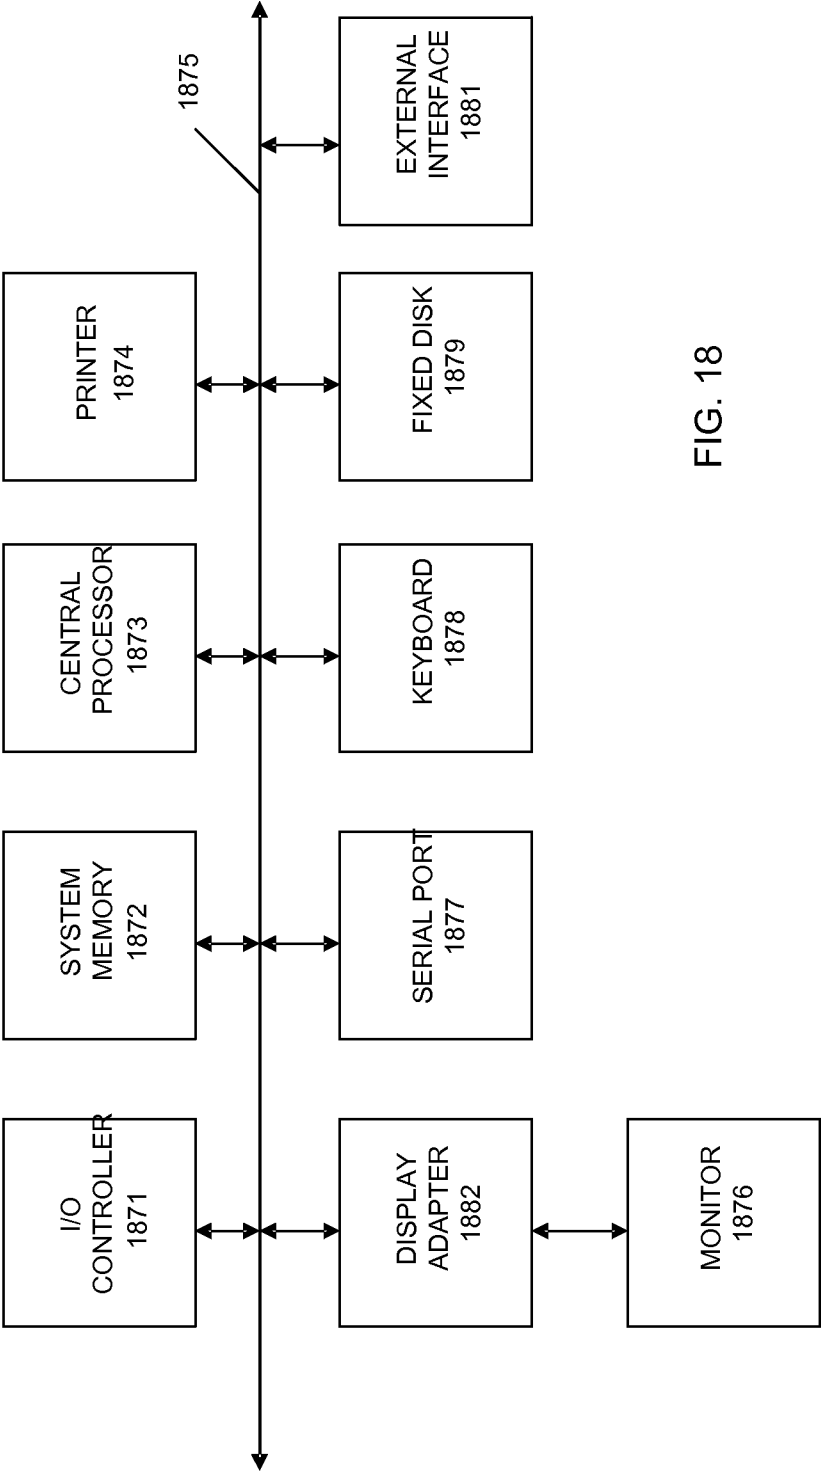 I/O
CONTROLLER
1871
SYSTEM
MEMORY
1872
CENTRAL
PROCESSOR
1873
PRINTER
1874
1875
DISPLAY
ADAPTER
1882
SERIAL PORT
1877
KEYBOARD
1878
FIXED DISK
1879
EXTERNAL
INTERFACE
1881
MONITOR
1876
FIG. 18